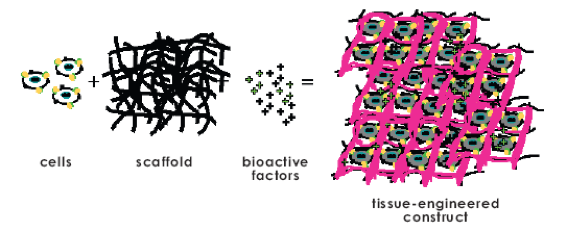 +
=
cells
scaffold
bioactive
factors
tissue-engineered
construct